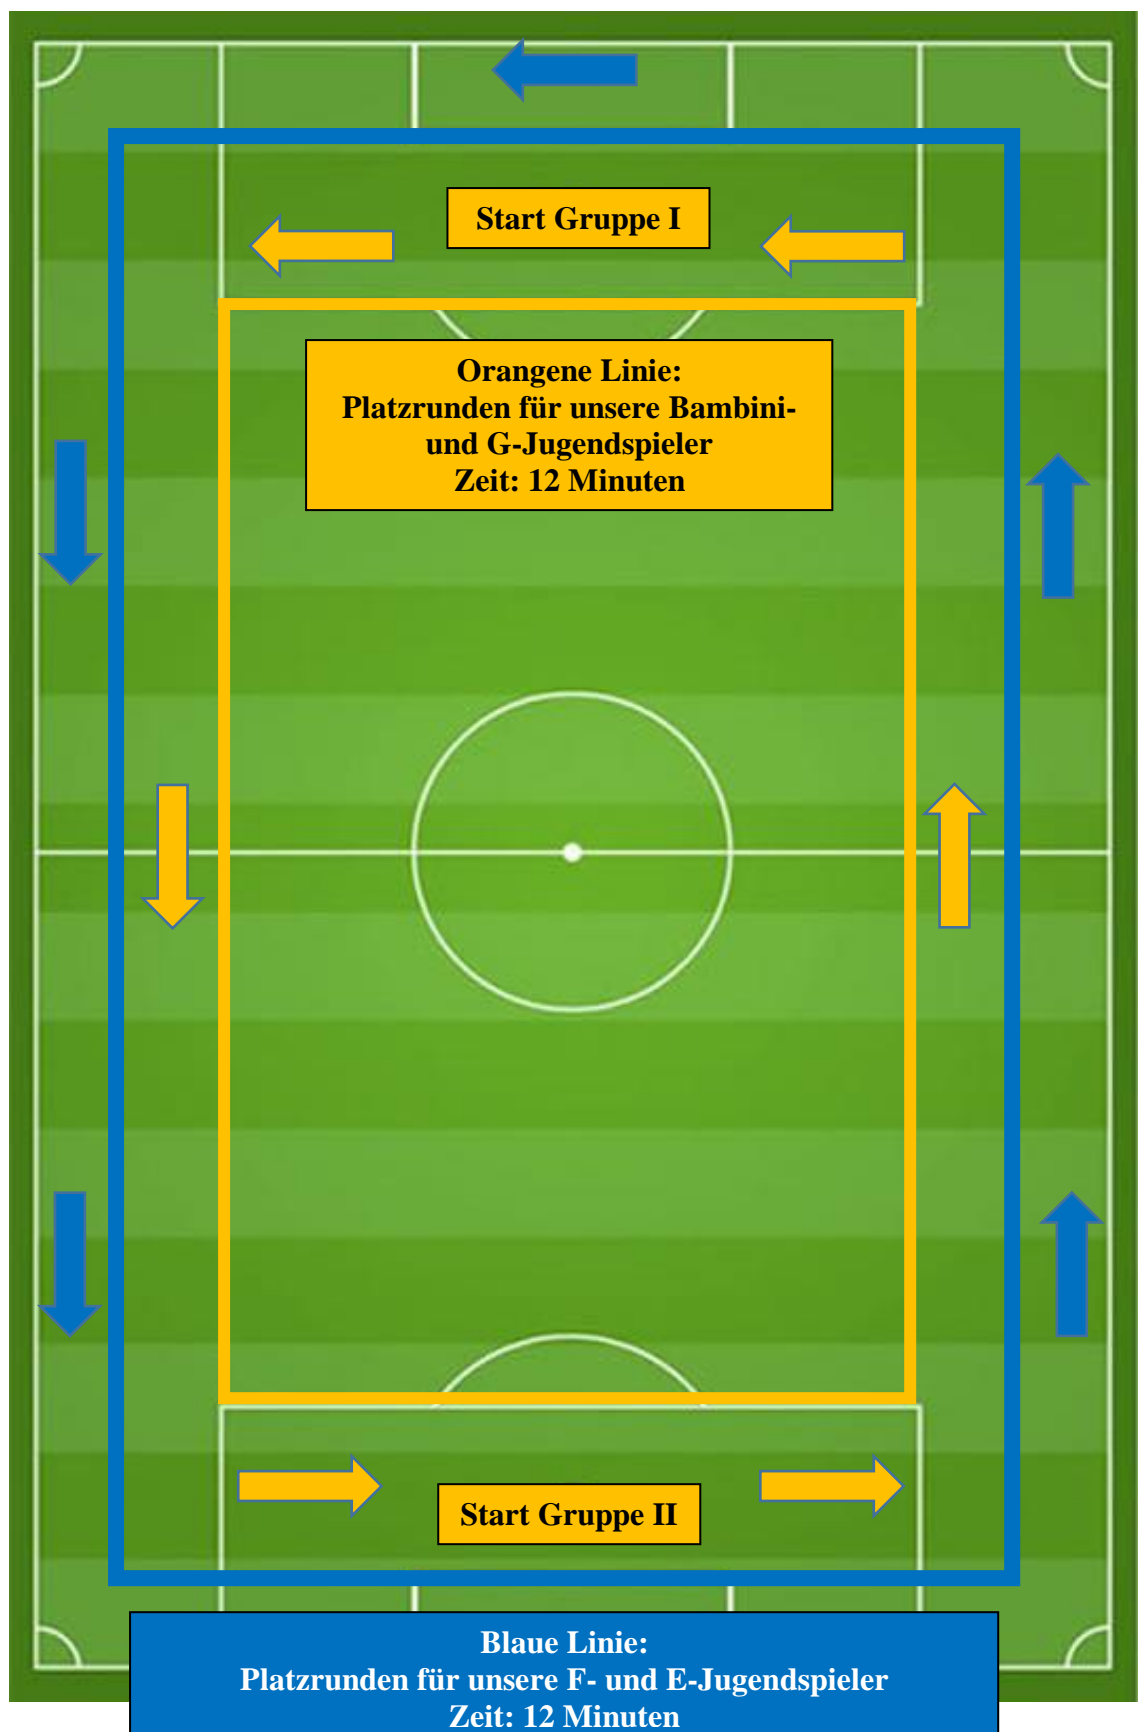 Start Gruppe I
Orangene Linie:
Platzrunden für unsere Bambini-
und G-Jugendspieler
Zeit: 12 Minuten
Start Gruppe II
Blaue Linie:
Platzrunden für unsere F- und E-Jugendspieler
Zeit: 12 Minuten